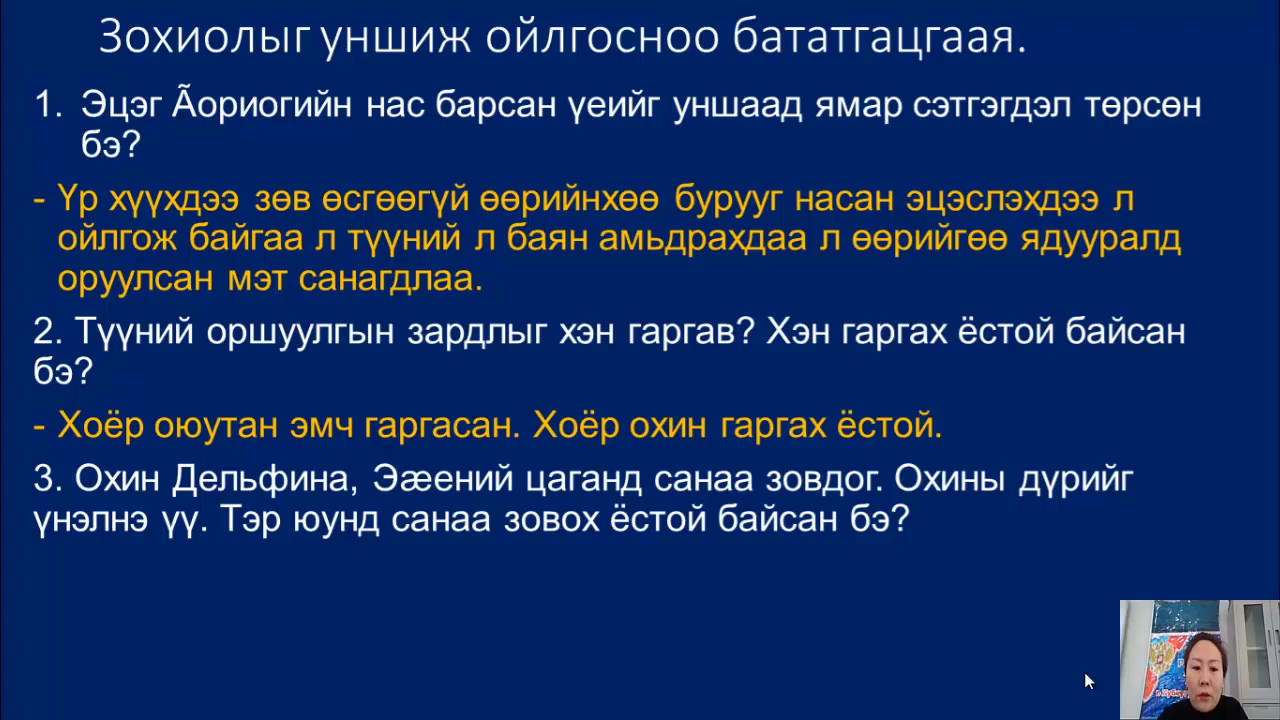 Зохиолыг уншиж ойлгосноо бататгацгаая.
1. Эцэг Ãориогийн нас барсан үеийг уншаад ямар сэтгэгдэл төрсөн
бэ?
- Үр хүүхдээ зөв өсгөөгүй өөрийнхөө бурууг насан эцэслэхдээ л
ойлгож байгаа л түүний л баян амьдрахдаа л өөрийгөө ядууралд
оруулсан мэт санагдлаа.
2. Түүний оршуулгын зардлыг хэн гаргав? Хэн гаргах ёстой байсан
бэ?
- Хоёр оюутан эмч гаргасан. Хоёр охин гаргах ёстой.
3. Охин Дельфина, Эæений цаганд санаа зовдог. Охины дүрийг
үнэлнэ үү. Тэр юунд санаа зовох ёстой байсан бэ?